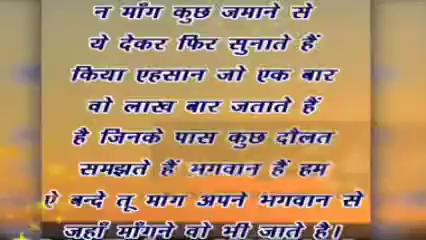 न माँग कुछ जमाने से
ये देकर फिर सुनाते हैं
किया एहसान जो एक बार
वो लाख बार जताते हैं
है जिनके पास कुछ दौलत
समझते हैं भगवान हैं हम
ऐ बन्दे तू मांग अपने भगवान से
जहाँ माँगने वो भी जाते है।